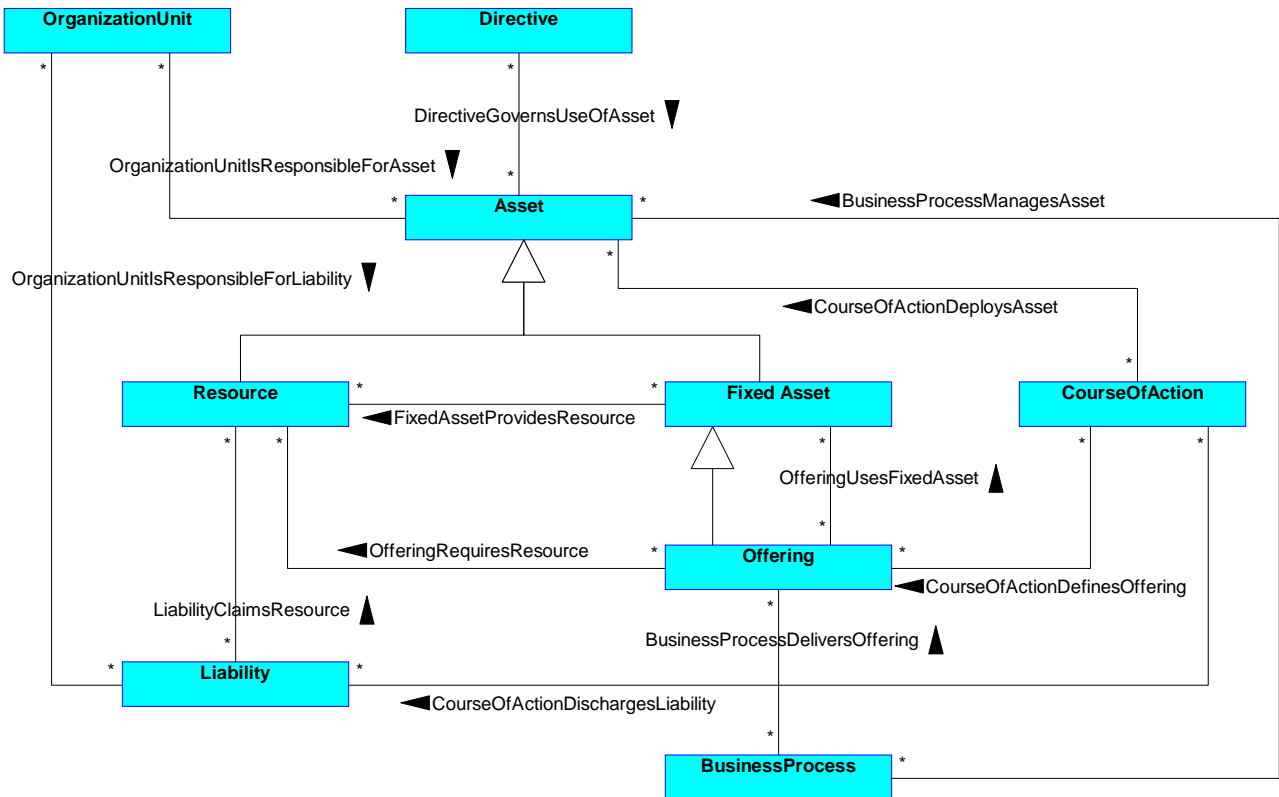 OrganizationUnit
Directive
*
*
*
DirectiveGovernsUseOfAsset
OrganizationUnitIsResponsibleForAsset
*
*
*
Asset
BusinessProcessManagesAsset
*
OrganizationUnitIsResponsibleForLiability
CourseOfActionDeploysAsset
*
Resource
*
*
Fixed Asset
CourseOfAction
FixedAssetProvidesResource
*
*
*
*
*
OfferingUsesFixedAsset
*
OfferingRequiresResource
*
Offering
*
CourseOfActionDefinesOffering
*
LiabilityClaimsResource
BusinessProcessDeliversOffering
*
*
Liability
*
CourseOfActionDischargesLiability
*
BusinessProcess
*